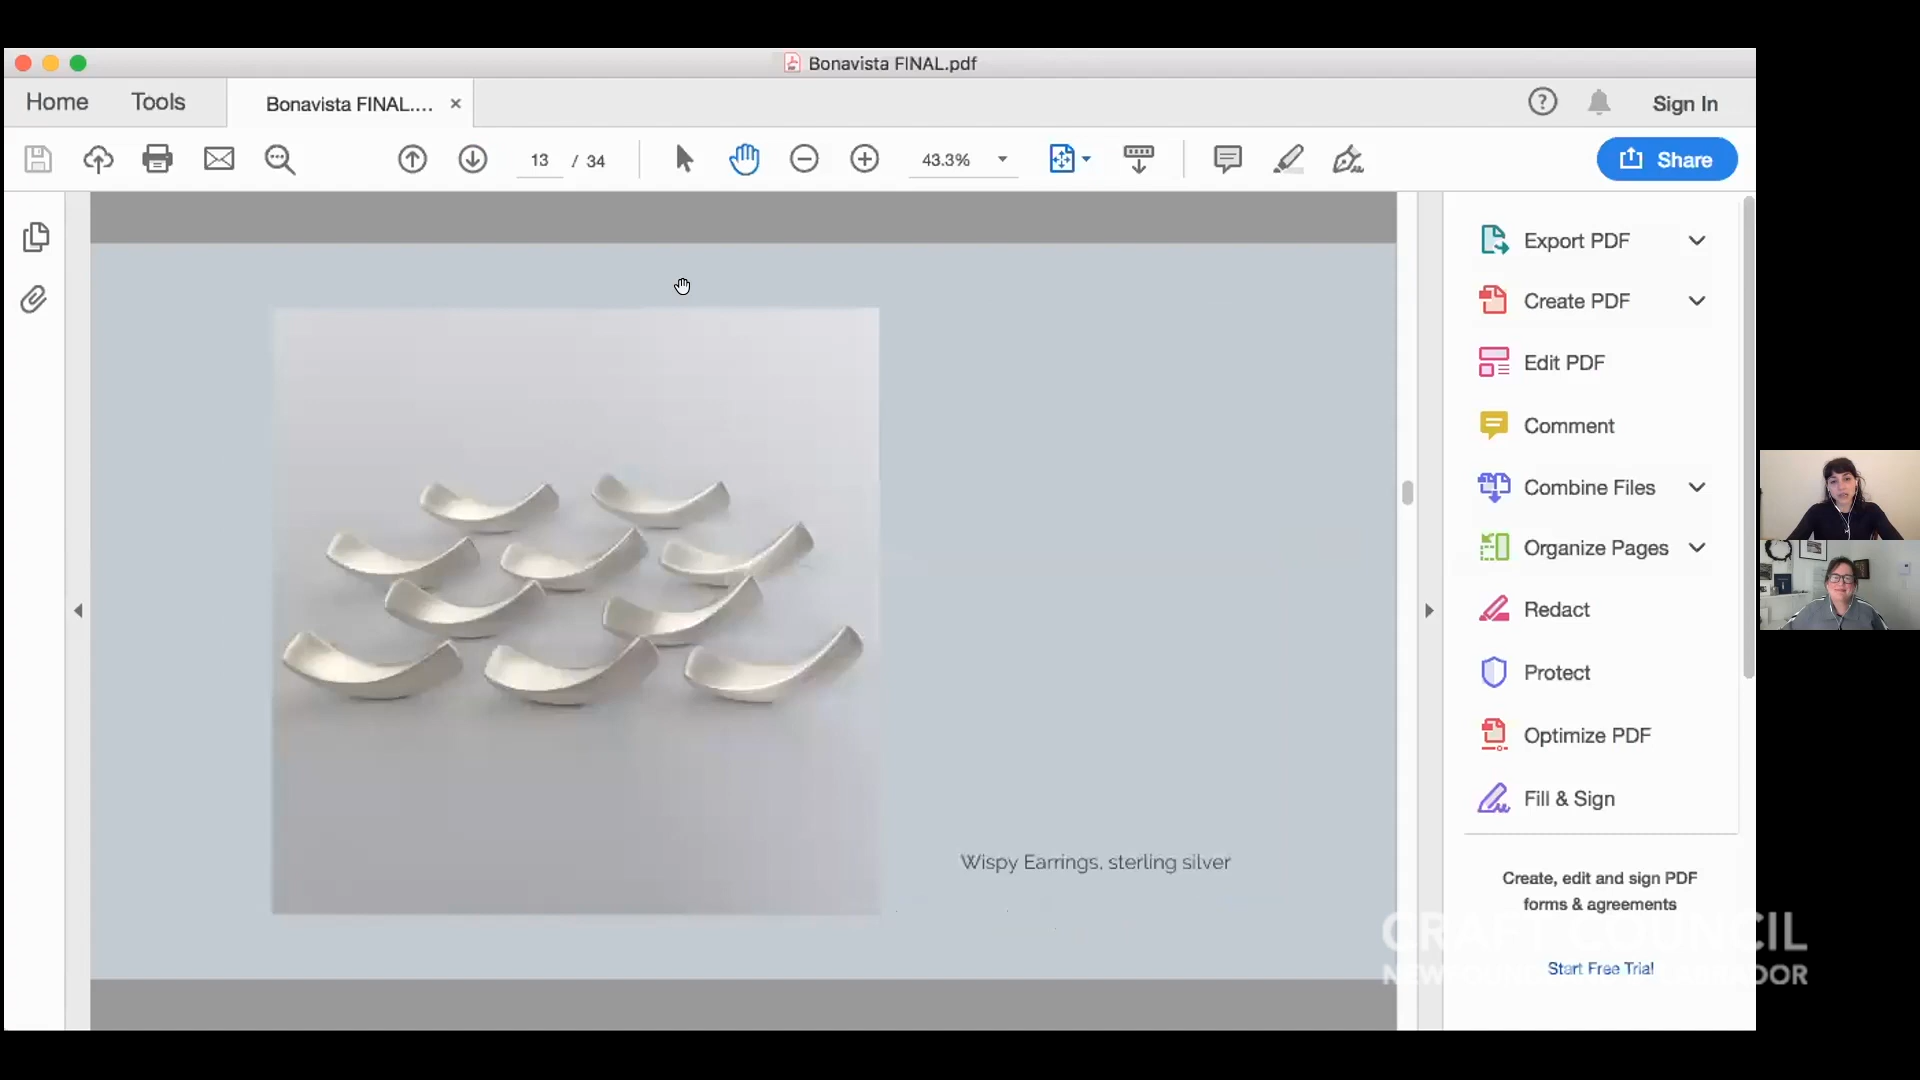 Bonavista FINAL.pdf
Home
Tools
Bonavista FINAL....
Sign In
13 / 34
43.3%
Share
Export PDF
Create PDF
Edit PDF
Comment
Combine Files
Organize Pages
Redact
Protect
Optimize PDF
Fill & Sign
Wispy Earrings, sterling silver
Create, edit and sign PDF
forms & agreements
Start Free Trial
CRAFT COUNCIL